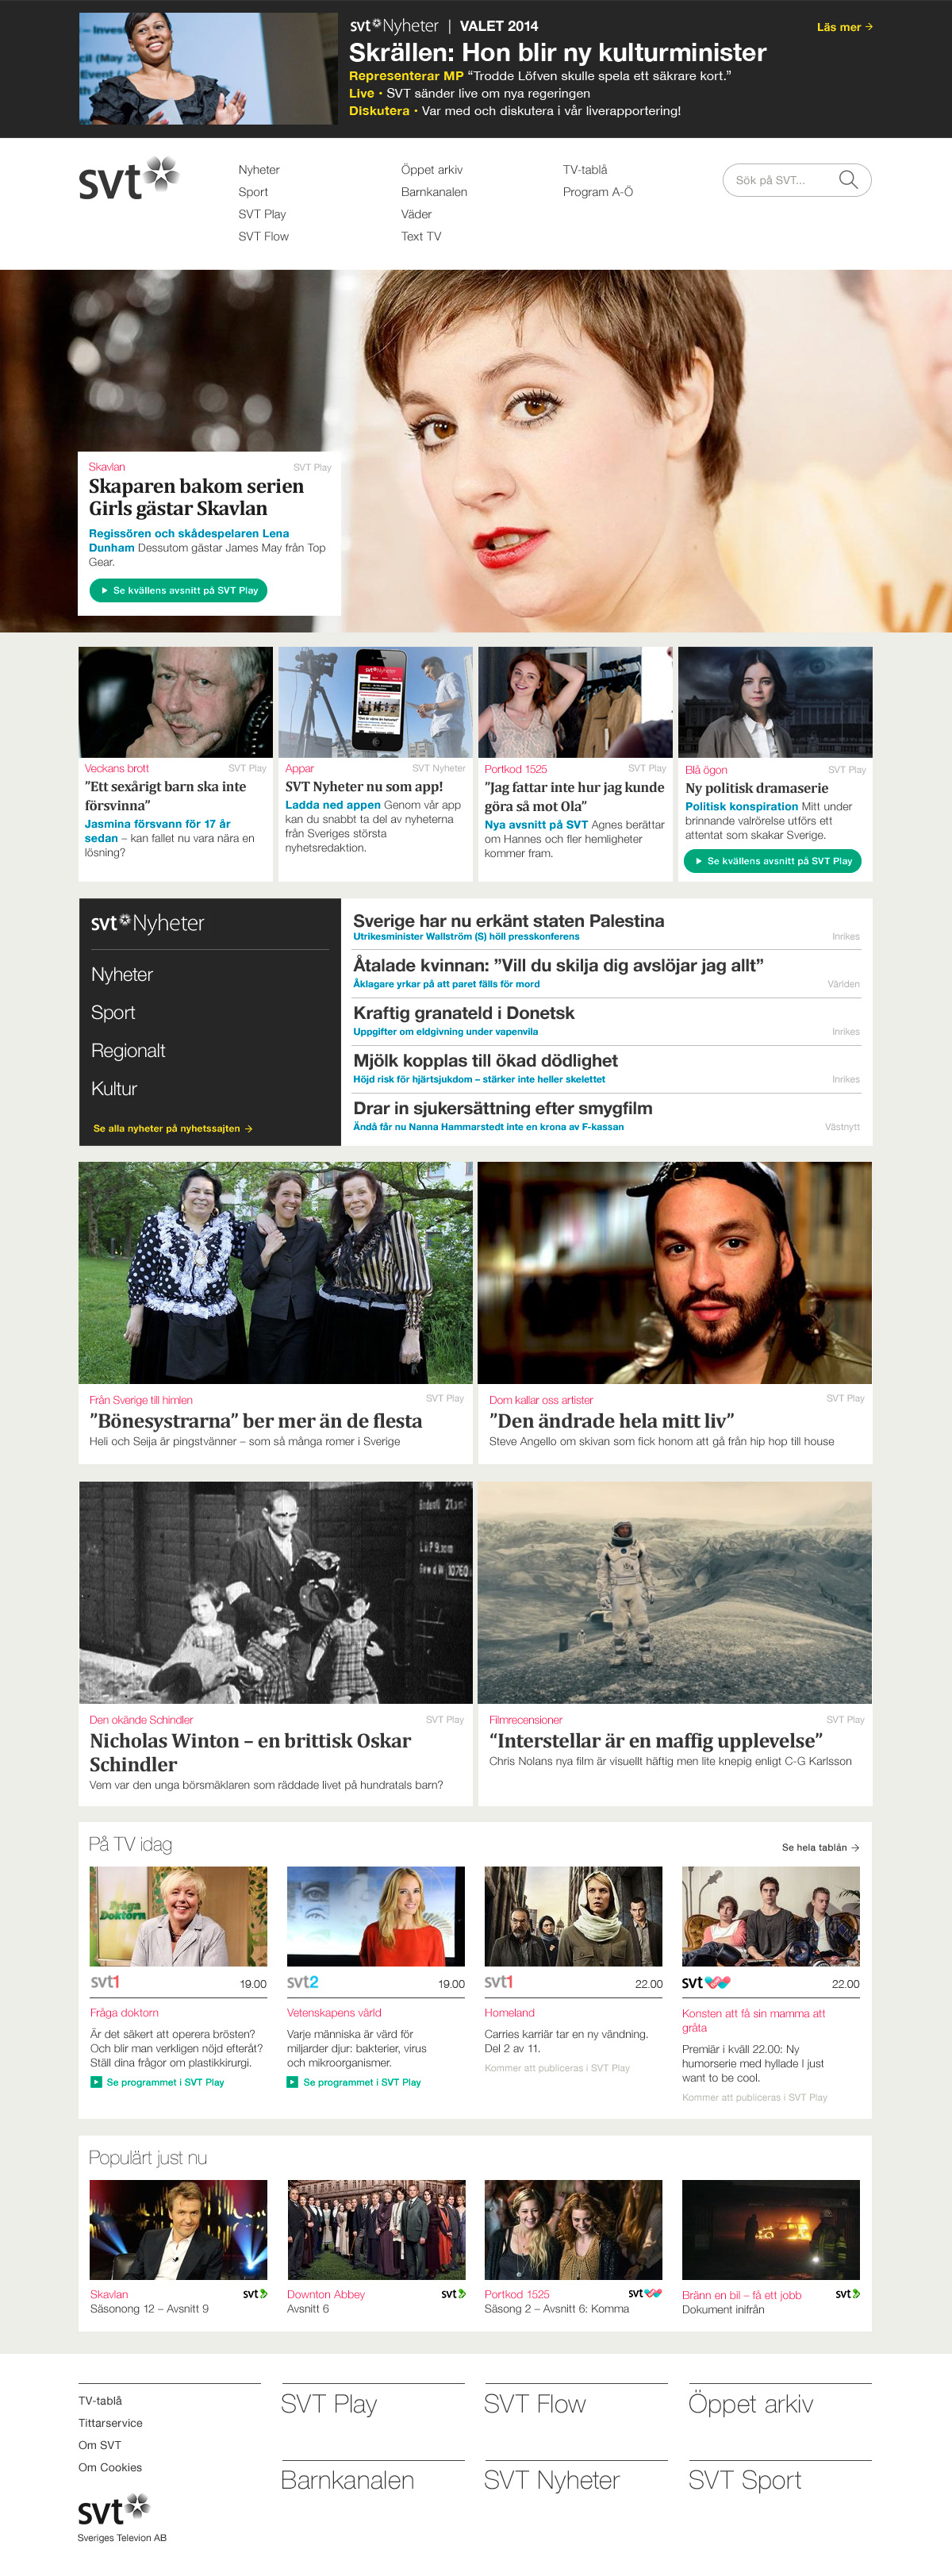 svt Nyheter | VALET 2014
Läs mer →
Skrällen: Hon blir ny kulturminister
Representerar MP “Trodde Löfven skulle spela ett säkrare kort.”
Live • SVT sänder live om nya regeringen
Diskutera • Var med och diskutera i vår liverapportering!
svt
Nyheter
Sport
SVT Play
SVT Flow
Öppet arkiv
Barnkanalen
Väder
Text TV
TV-tablå
Program A-Ö
Sök på SVT...
Skavlan
SVT Play
Skaparen bakom serien
Girls gästar Skavlan
Regissören och skådespelaren Lena
Dunham Dessutom gästar James May från Top
Gear.
Se kvällens avsnitt på SVT Play
Veckans brott
SVT Play
”Ett sexårigt barn ska inte
försvinna”
Jasmina försvann för 17 år
sedan – kan fallet nu vara nära en
lösning?
Appar
SVT Nyheter
SVT Nyheter nu som app!
Ladda ned appen Genom vår app
kan du snabbt ta del av nyheterna
från Sveriges största
nyhetsredaktion.
Portkod 1525
SVT Play
”Jag fattar inte hur jag kunde
göra så mot Ola”
Nya avsnitt på SVT Agnes berättar
om Hannes och fler hemligheter
kommer fram.
Blå ögon
SVT Play
Ny politisk dramaserie
Politisk konspiration Mitt under
brinnande valrörelse utförs ett
attentat som skakar Sverige.
Se kvällens avsnitt på SVT Play
svt Nyheter
Nyheter
Sport
Regionalt
Kultur
Se alla nyheter på nyhetssajten →
Sverige har nu erkänt staten Palestina
Utrikesminister Wallström (S) höll presskonferens
Inrikes
Åtalade kvinnan: ”Vill du skilja dig avslöjar jag allt”
Åklagare yrkar på att paret fälls för mord
Världen
Kraftig granateld i Donetsk
Uppgifter om eldgivning under vapenvila
Inrikes
Mjölk kopplas till ökad dödlighet
Höjd risk för hjärtsjukdom – stärker inte heller skelettet
Inrikes
Drar in sjukersättning efter smygfilm
Ändå får nu Nanna Hammarstedt inte en krona av F-kassan
Västnytt
Från Sverige till himlen
SVT Play
”Bönesystrarna” ber mer än de flesta
Heli och Seija är pingstvänner – som så många romer i Sverige
Dom kallar oss artister
SVT Play
”Den ändrade hela mitt liv”
Steve Angello om skivan som fick honom att gå från hip hop till house
Den okände Schindler
SVT Play
Nicholas Winton – en brittisk Oskar
Schindler
Vem var den unga börsmäklaren som räddade livet på hundratals barn?
Filmrecensioner
SVT Play
“Interstellar är en maffig upplevelse”
Chris Nolans nya film är visuellt häftig men lite knepig enligt C-G Karlsson
På TV idag
Se hela tablån →
Fråga
Doktorn
svt1
19.00
Fråga doktorn
Är det säkert att operera brösten?
Och blir man verkligen nöjd efteråt?
Ställ dina frågor om plastikkirurgi.
Se programmet i SVT Play
svt2
19.00
Vetenskapens värld
Varje människa är värd för
miljarder djur: bakterier, virus
och mikroorganismer.
Se programmet i SVT Play
svt1
22.00
Homeland
Carries karriär tar en ny vändning.
Del 2 av 11.
Kommer att publiceras i SVT Play
svt
22.00
Konsten att få sin mamma att
gråta
Premiär i kväll 22.00: Ny
humorserie med hyllade I just
want to be cool.
Kommer att publiceras i SVT Play
Populärt just nu
Skavlan
svt
Säsonong 12 – Avsnitt 9
Downton Abbey
svt
Avsnitt 6
Portkod 1525
svt
Säsong 2 – Avsnitt 6: Komma
Bränn en bil – få ett jobb
svt
Dokument inifrån
TV-tablå
Tittarservice
Om SVT
Om Cookies
SVT Play
SVT Flow
Öppet arkiv
Barnkanalen
SVT Nyheter
SVT Sport
svt
Sveriges Televion AB